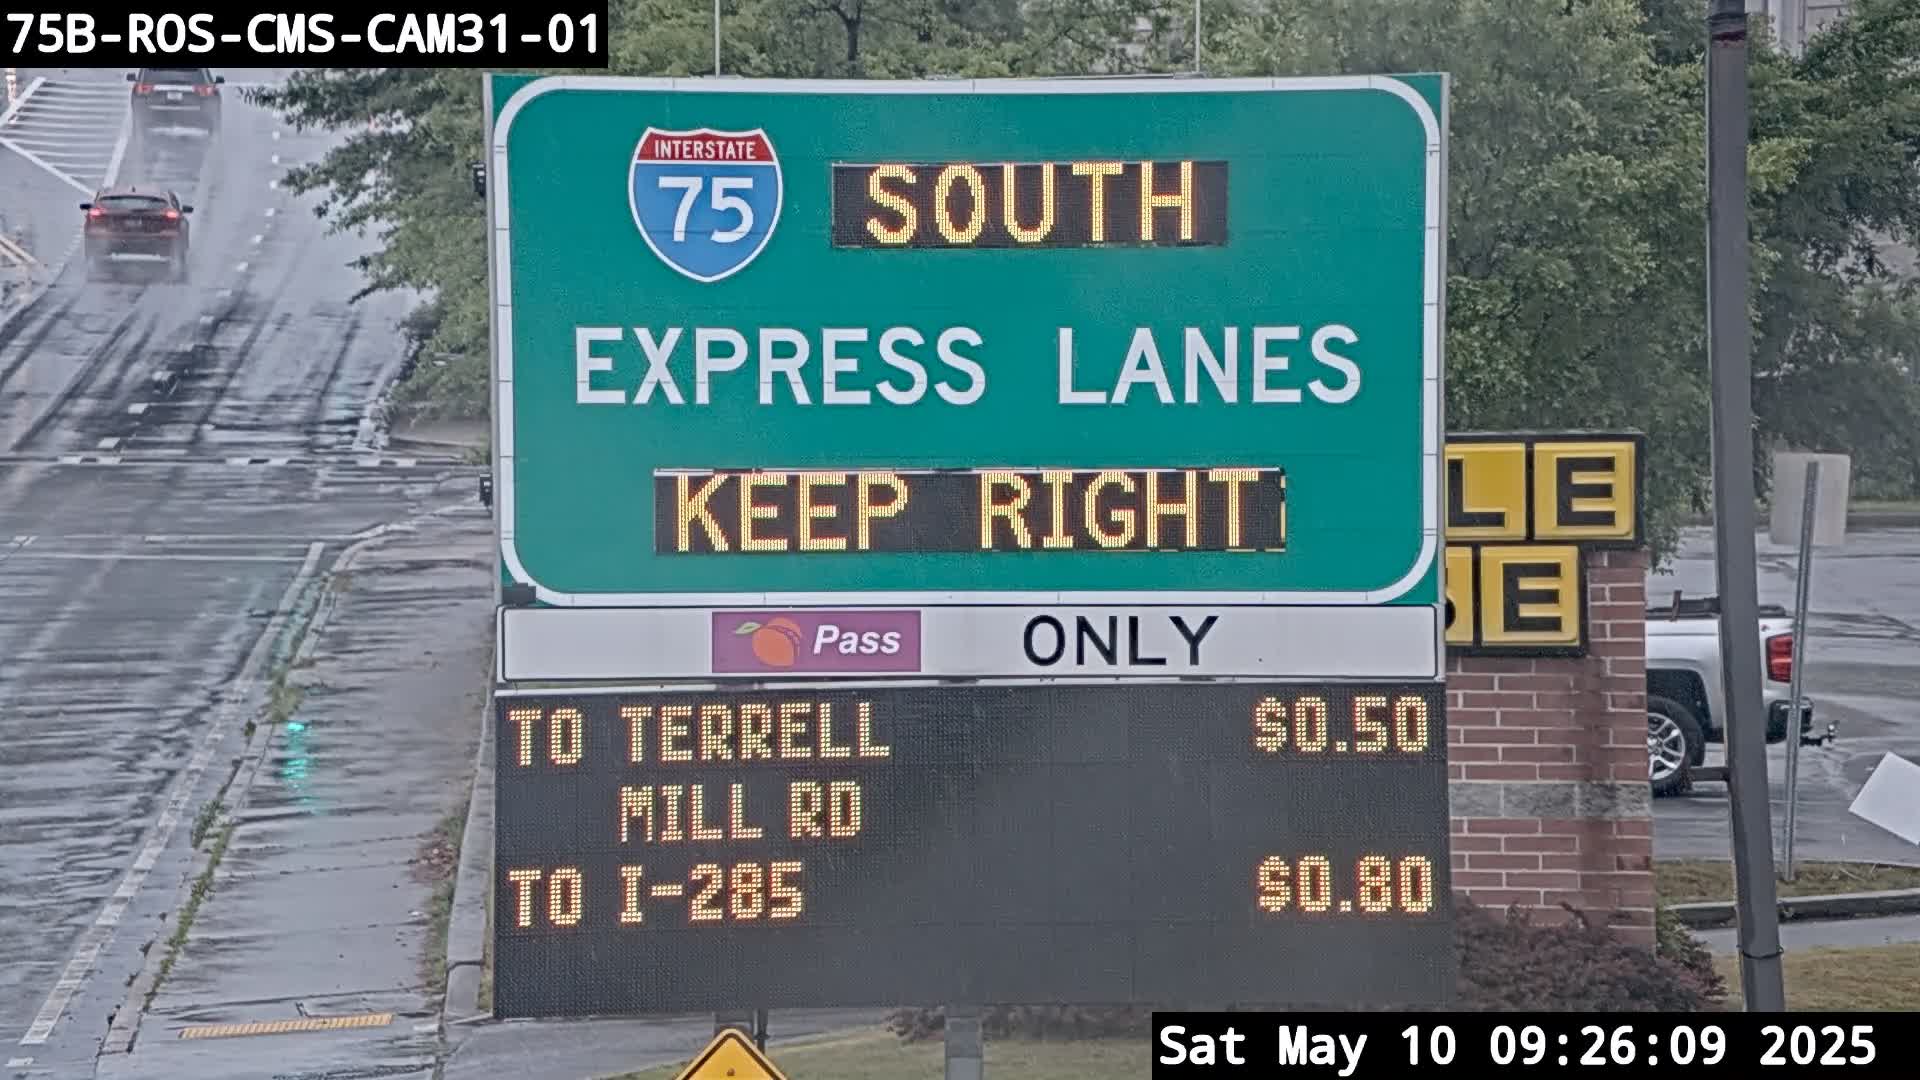 75B-ROS-CMS-CAM31-01
INTERSTATE
75
SOUTH
EXPRESS LANES
KEEP RIGHT
Pass ONLY
TO TERRELL $0.50
MILL RD
TO I-285 $0.80
LE
E
Sat May 10 09:26:09 2025